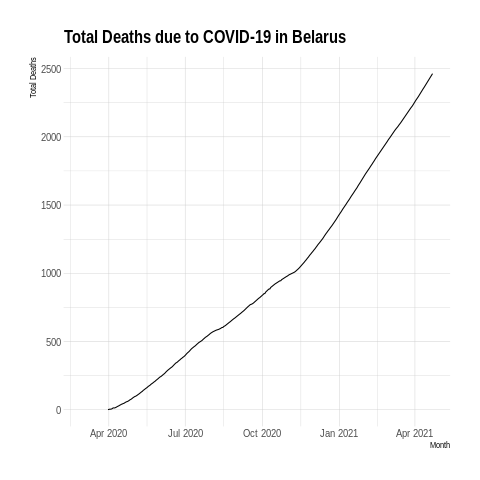 Total Deaths due to COVID-19 in Belarus
Total Deaths
2500
2000
1500
1000
500
0
Apr 2020 Jul 2020 Oct 2020 Jan 2021 Apr 2021
Month